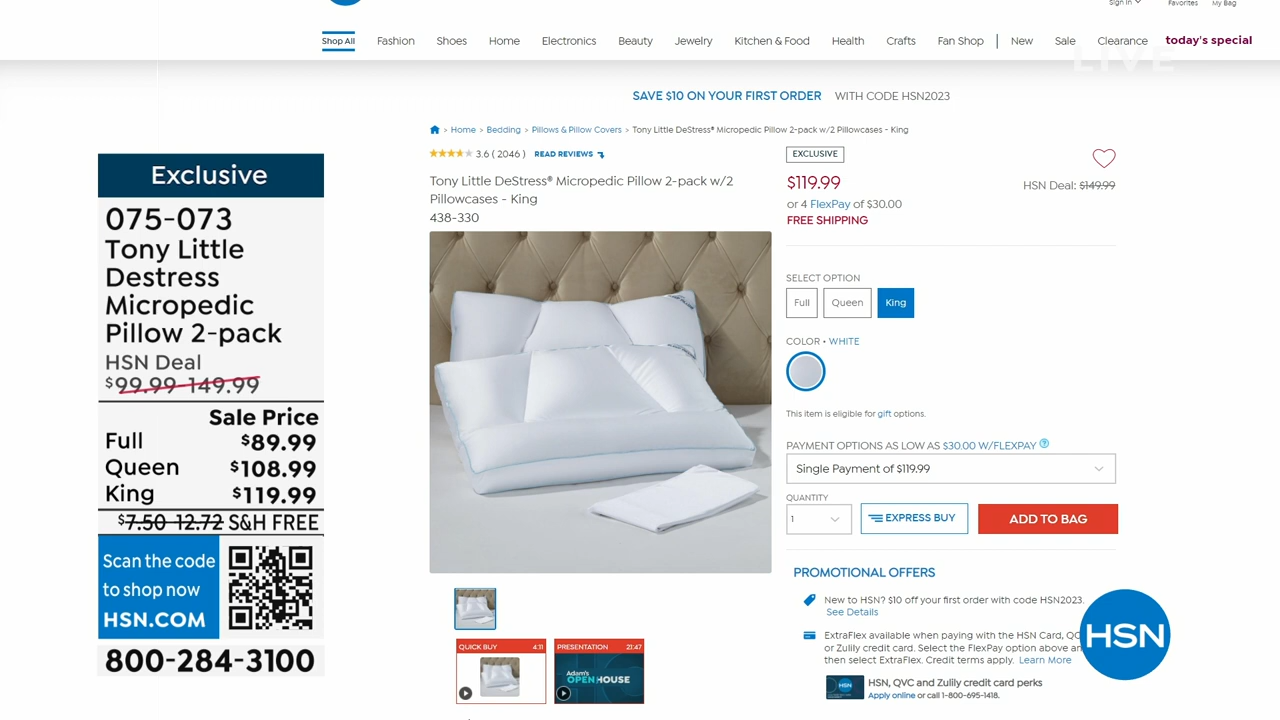 Sign In
Favorites
My Bag
Shop All
Fashion
Shoes
Home
Electronics
Beauty
Jewelry
Kitchen & Food
Health
Crafts
Fan Shop
New
Sale
Clearance
today's special
LIVE
SAVE $10 ON YOUR FIRST ORDER WITH CODE HSN2023
> Home > Bedding > Pillows & Pillow Covers > Tony Little DeStress® Micropedic Pillow 2-pack w/2 Pillowcases - King
Exclusive
075-073
Tony Little
Destress
Micropedic
Pillow 2-pack
HSN Deal
$99.99-149.99
Sale Price
Full $89.99
Queen $108.99
King $119.99
$7.50-12.72 S&H FREE
Scan the code
to shop now
HSN.COM
800-284-3100
3.6 ( 2046 ) READ REVIEWS
Tony Little DeStress® Micropedic Pillow 2-pack w/2
Pillowcases - King
438-330
QUICK BUY 4:11
PRESENTATION 21:47
Adam's
OPEN HOUSE
EXCLUSIVE
$119.99
HSN Deal: $149.99
or 4 FlexPay of $30.00
FREE SHIPPING
SELECT OPTION
Full
Queen
King
COLOR • WHITE
This item is eligible for gift options.
PAYMENT OPTIONS AS LOW AS $30.00 W/FLEXPAY ?
Single Payment of $119.99
QUANTITY
1
EXPRESS BUY
ADD TO BAG
PROMOTIONAL OFFERS
New to HSN? $10 off your first order with code HSN2023.
See Details
ExtraFlex available when paying with the HSN Card,
or Zulily credit card. Select the FlexPay option above
then select ExtraFlex. Credit terms apply. Learn More
HSN
HSN, QVC and Zulily credit card perks
Apply online or call 1-800-695-1418.
HSN